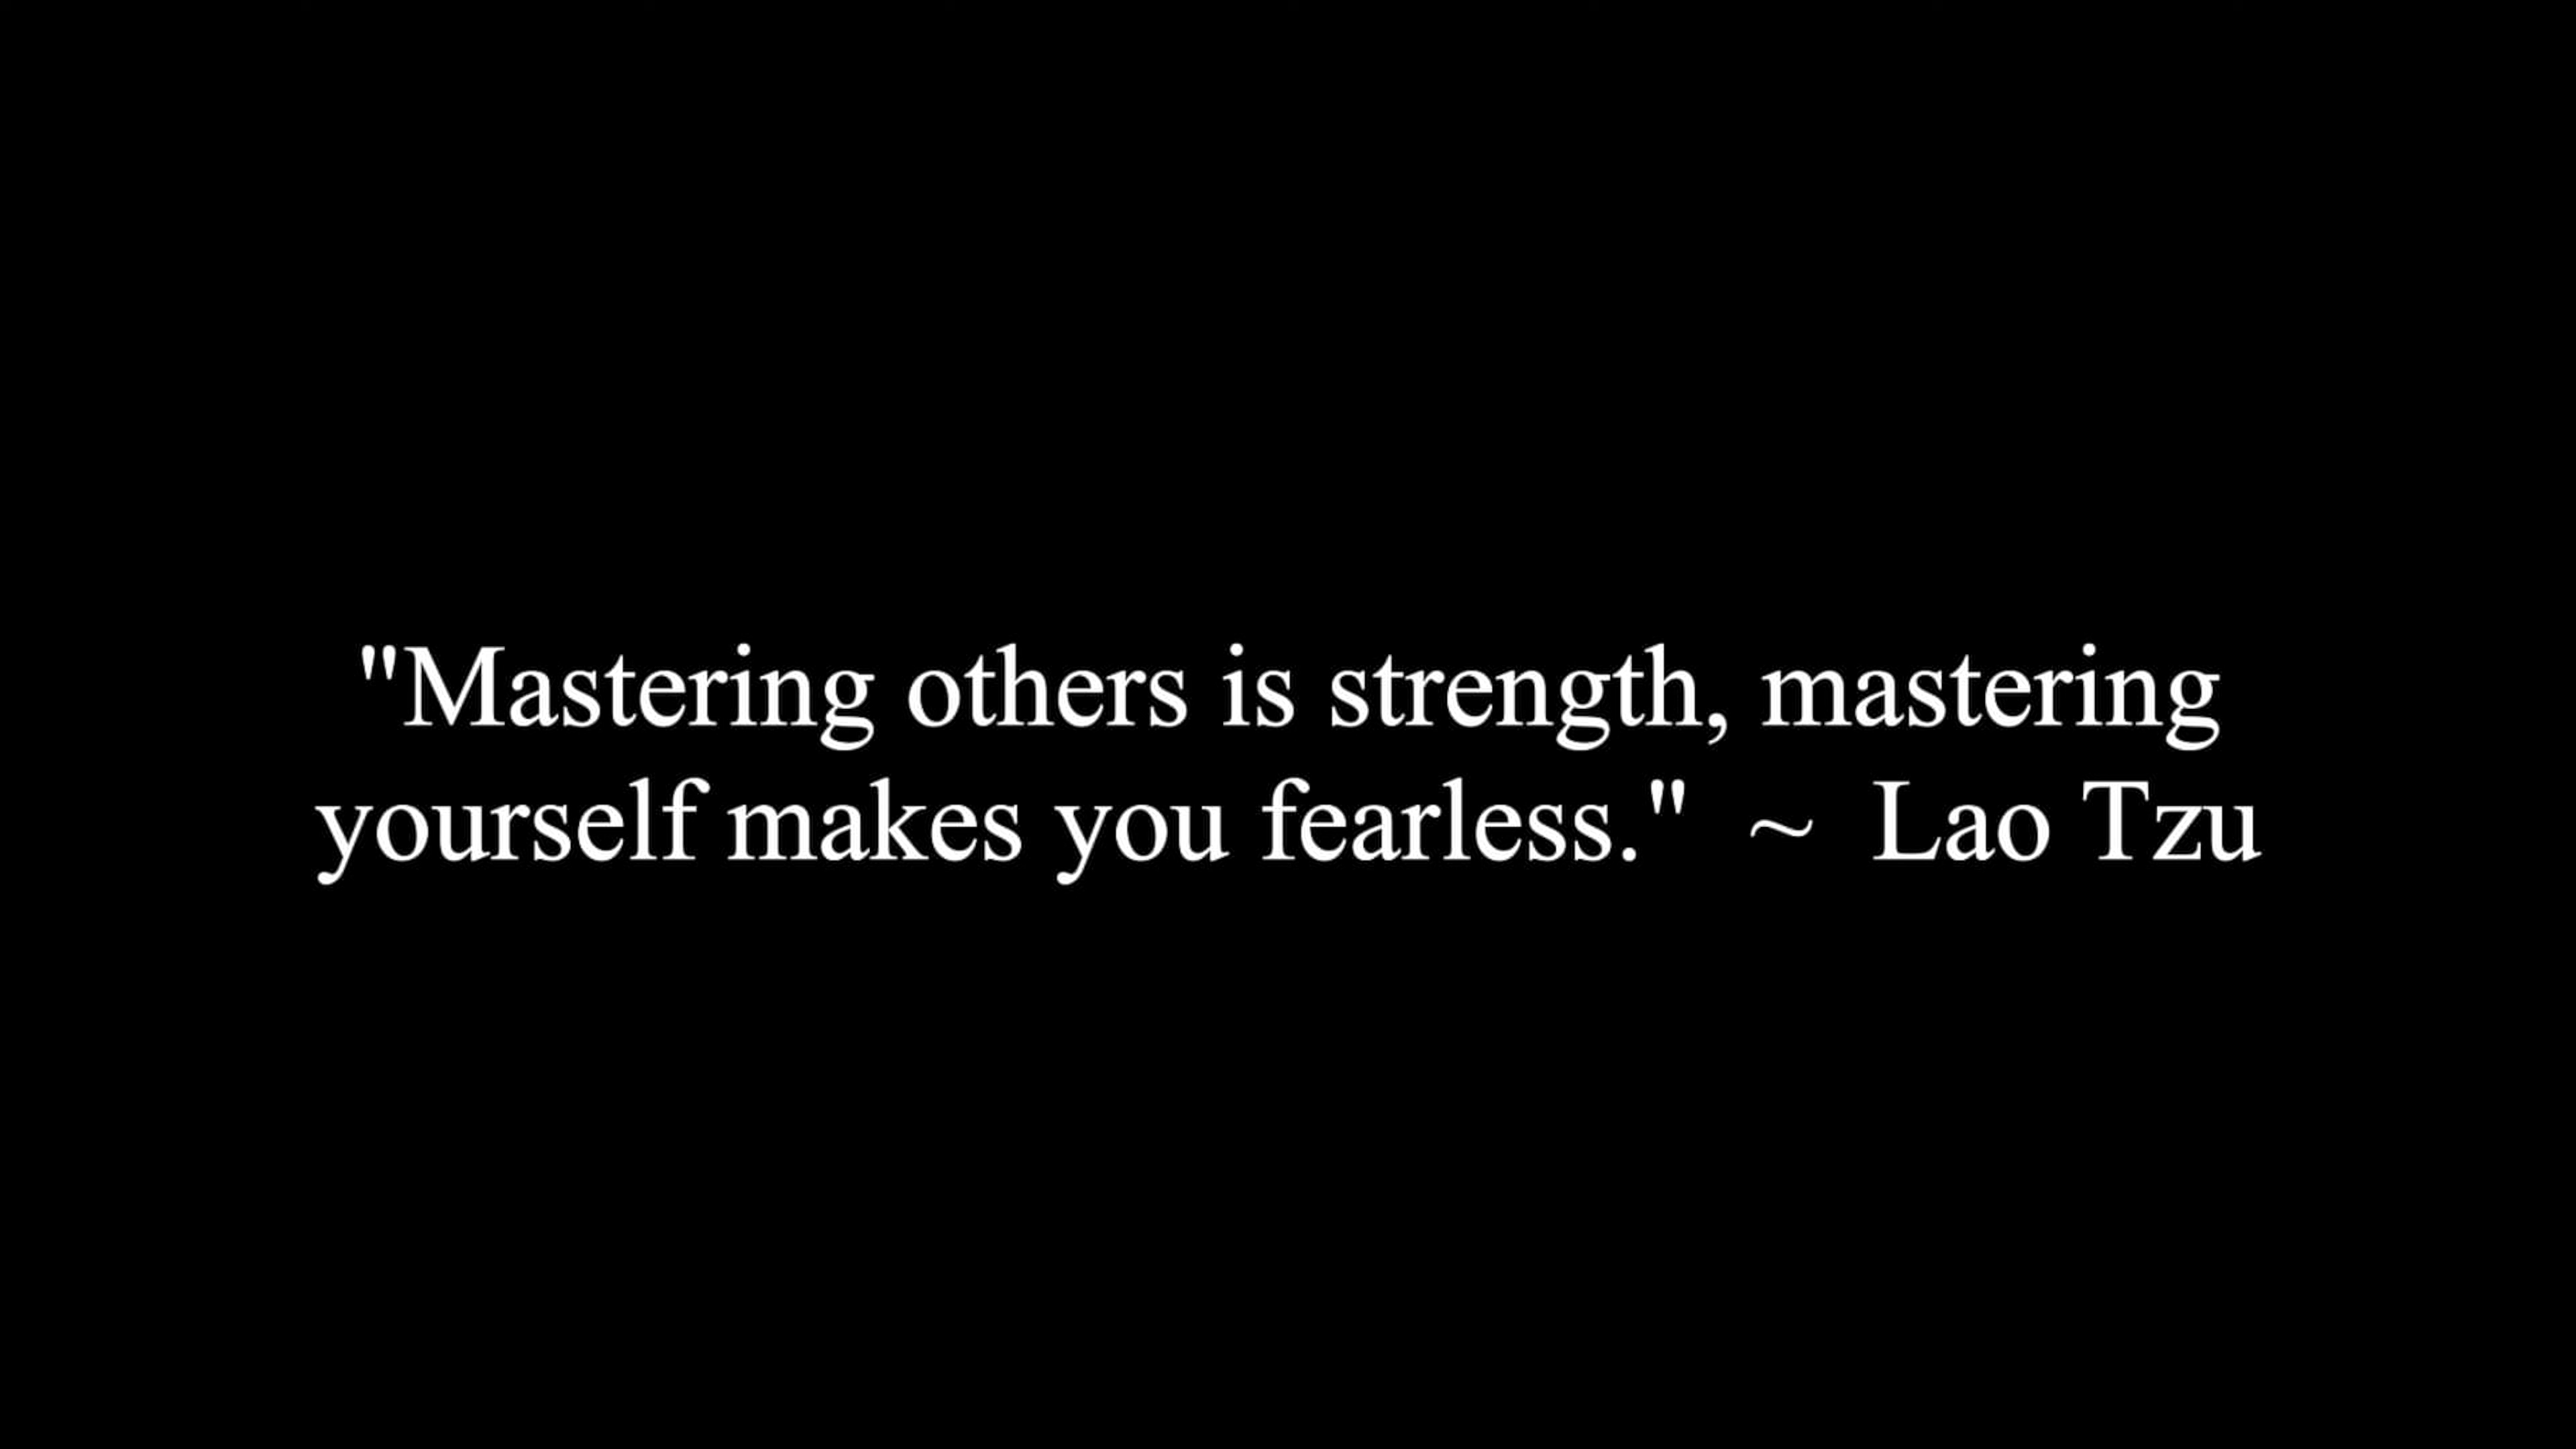 "Mastering others is strength, mastering
yourself makes you fearless."  ~  Lao Tzu